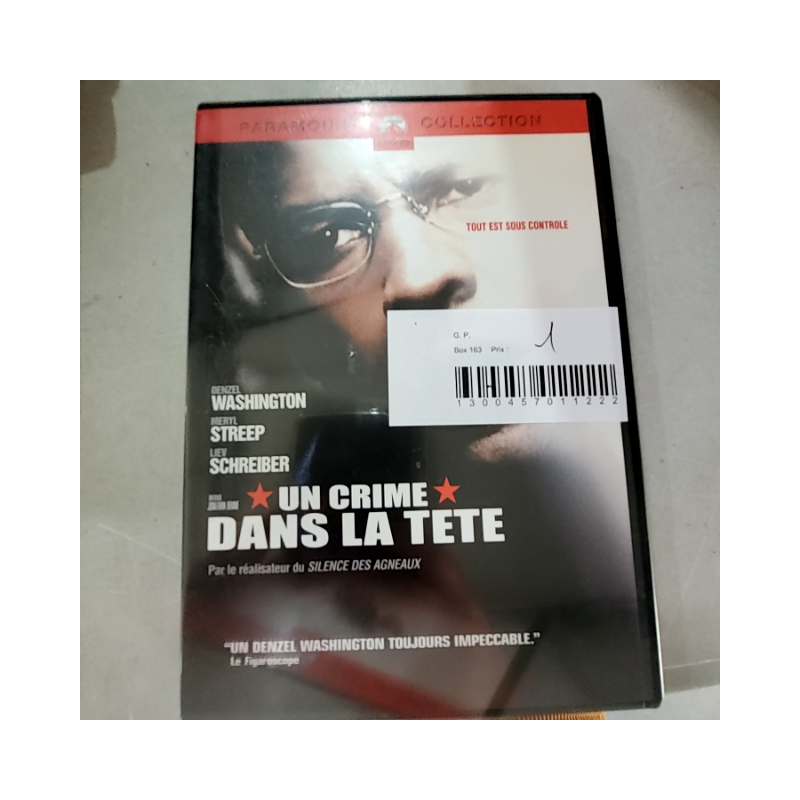 PARAMOUNT COLLECTION
TOUT EST SOUS CONTROLE
G. P.
Box 163 Prix : 1
1300457011222
DENZEL
WASHINGTON
MERYL
STREEP
LIEV
SCHREIBER
UN CRIME
DANS LA TETE
Par le réalisateur du SILENCE DES AGNEAUX
"UN DENZEL WASHINGTON TOUJOURS IMPECCABLE."
Le Figaroscope